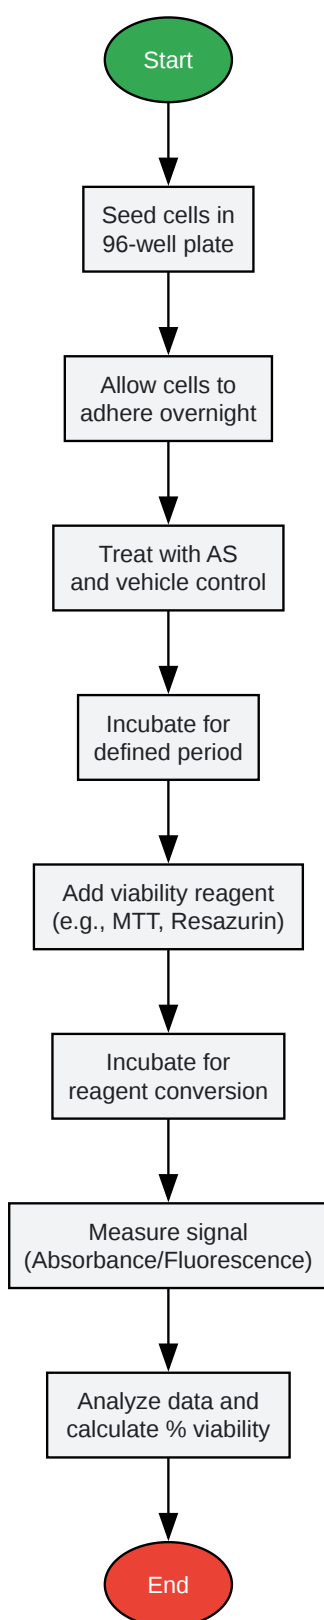 Start
Seed cells in
96-well plate
Allow cells to
adhere overnight
Treat with AS
and vehicle control
Incubate for
defined period
Add viability reagent
(e.g., MTT, Resazurin)
Incubate for
reagent conversion
Measure signal
(Absorbance/Fluorescence)
Analyze data and
calculate % viability
End